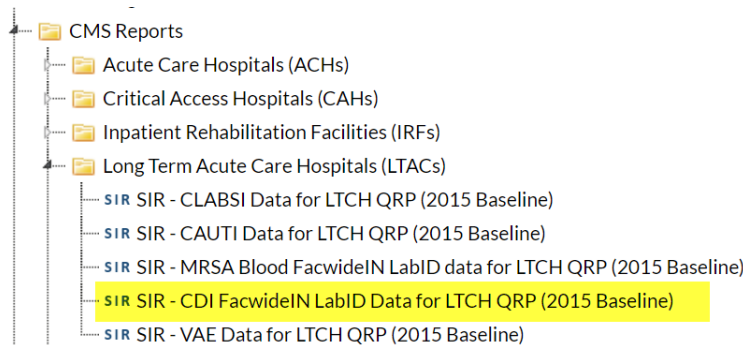 CMS Reports
Acute Care Hospitals (ACHs)
Critical Access Hospitals (CAHs)
Inpatient Rehabilitation Facilities (IRFs)
Long Term Acute Care Hospitals (LTACs)
SIR SIR - CLABSI Data for LTCH QRP (2015 Baseline)
SIR SIR - CAUTI Data for LTCH QRP (2015 Baseline)
SIR SIR - MRSA Blood FacwideIN LabID data for LTCH QRP (2015 Baseline)
SIR SIR - CDI FacwideIN LabID Data for LTCH QRP (2015 Baseline)
SIR SIR - VAE Data for LTCH QRP (2015 Baseline)